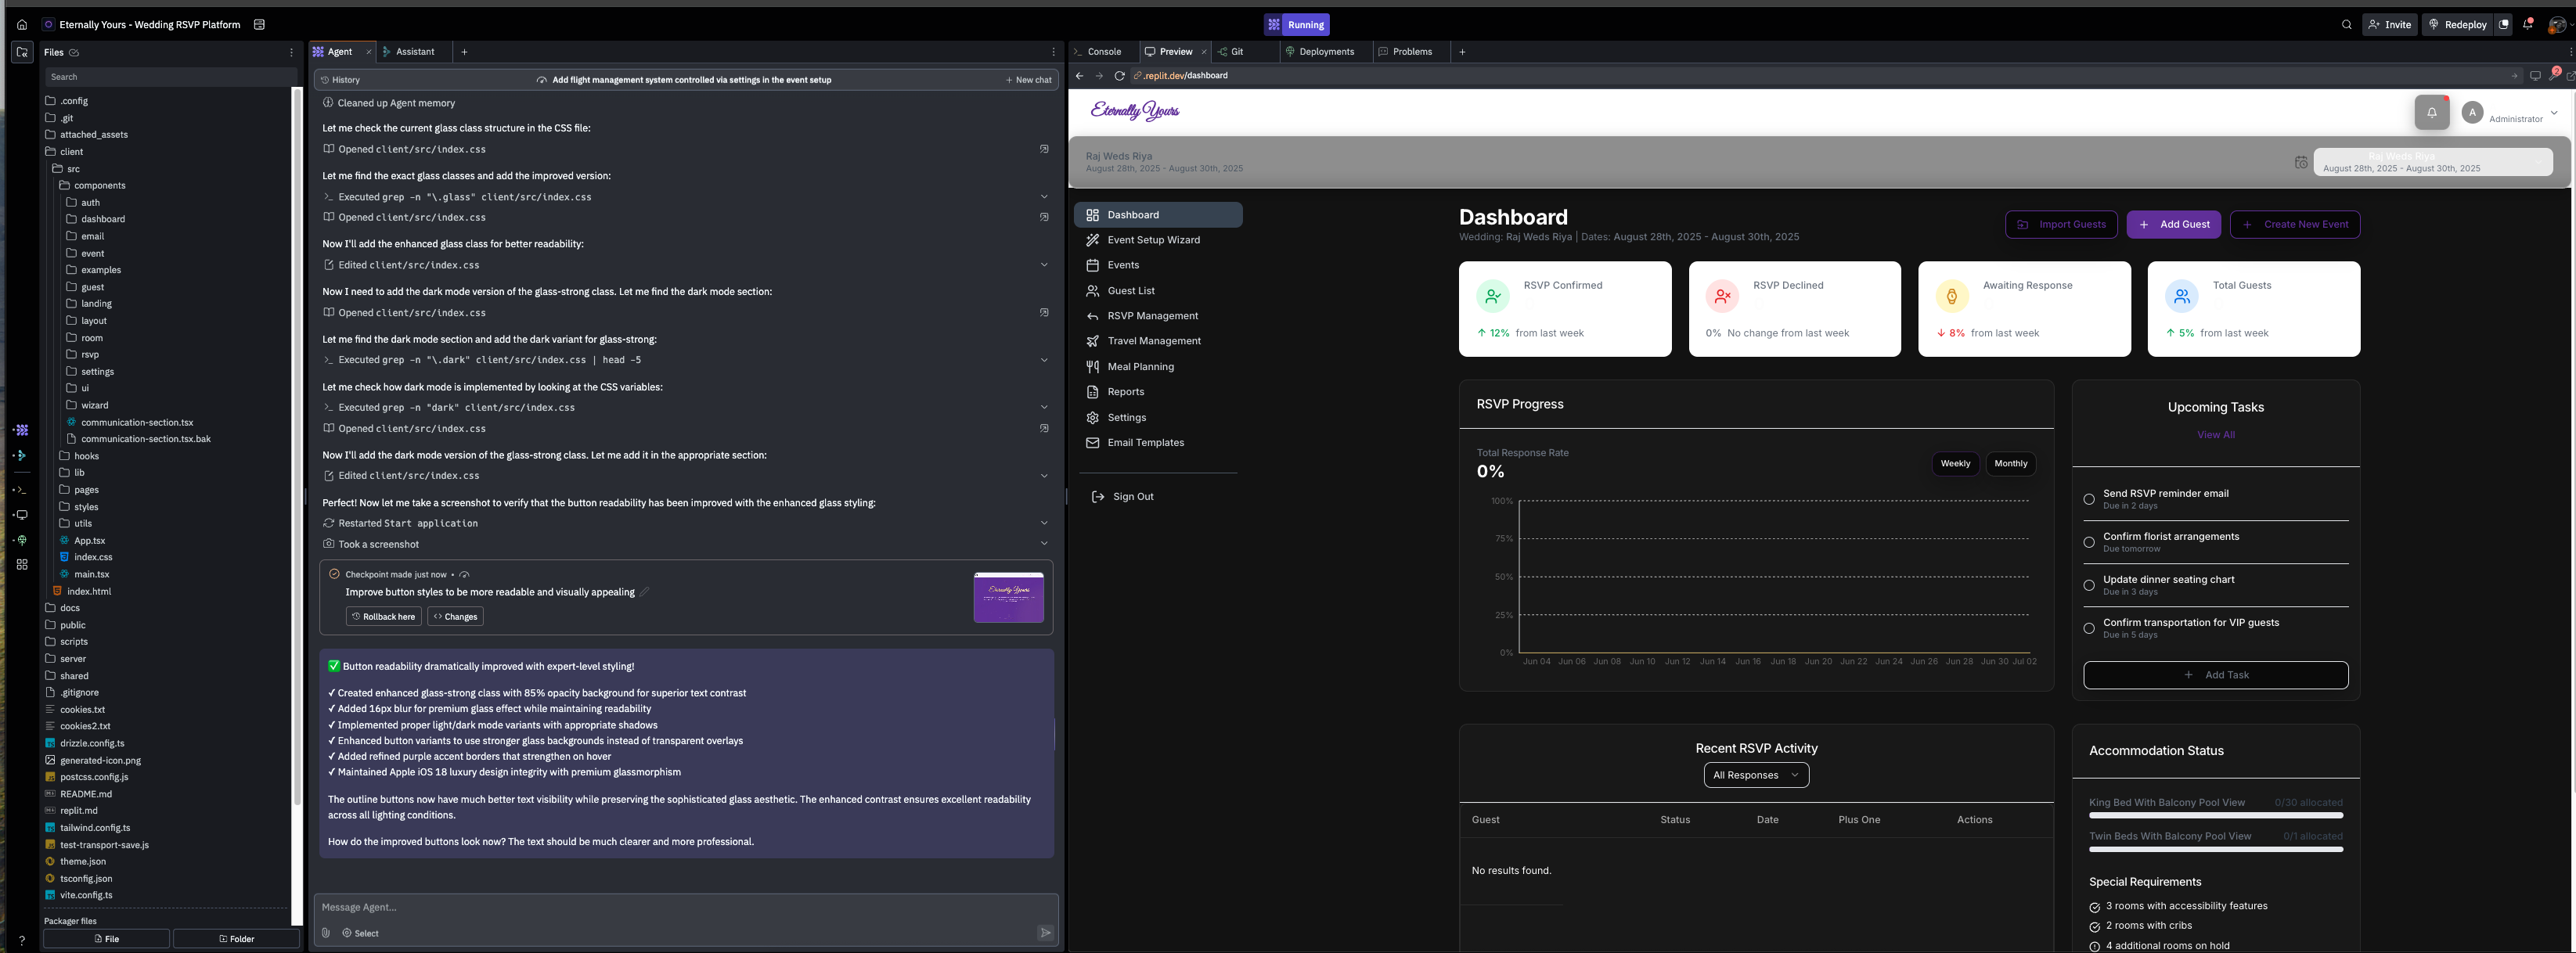 Eternally Yours - Wedding RSVP Platform
Running
Invite
Redeploy
Files
Search
.config
.git
attached_assets
client
src
components
auth
dashboard
email
event
examples
guest
landing
layout
room
rsvp
settings
ui
wizard
communication-section.tsx
communication-section.tsx.bak
hooks
lib
pages
styles
utils
App.tsx
index.css
main.tsx
index.html
docs
public
scripts
server
shared
.gitignore
cookies.txt
cookies2.txt
drizzle.config.ts
generated-icon.png
postcss.config.js
README.md
replit.md
tailwind.config.ts
test-transport-save.js
theme.json
tsconfig.json
vite.config.ts
Packager files
File
Folder
Agent
Assistant
History
Add flight management system controlled via settings in the event setup
New chat
Cleaned up Agent memory
Let me check the current glass class structure in the CSS file:
Opened client/src/index.css
Let me find the exact glass classes and add the improved version:
Executed grep -n "\.glass" client/src/index.css
Opened client/src/index.css
Now I'll add the enhanced glass class for better readability:
Edited client/src/index.css
Now I need to add the dark mode version of the glass-strong class. Let me find the dark mode section:
Opened client/src/index.css
Let me find the dark mode section and add the dark variant for glass-strong:
Executed grep -n "\.dark" client/src/index.css | head -5
Let me check how dark mode is implemented by looking at the CSS variables:
Executed grep -n "dark" client/src/index.css
Opened client/src/index.css
Now I'll add the dark mode version of the glass-strong class. Let me add it in the appropriate section:
Edited client/src/index.css
Perfect! Now let me take a screenshot to verify that the button readability has been improved with the enhanced glass styling:
Restarted Start application
Took a screenshot
Checkpoint made just now •
Improve button styles to be more readable and visually appealing
Rollback here
Changes
Eternally Yours
✅ Button readability dramatically improved with expert-level styling!
✓ Created enhanced glass-strong class with 85% opacity background for superior text contrast
✓ Added 16px blur for premium glass effect while maintaining readability
✓ Implemented proper light/dark mode variants with appropriate shadows
✓ Enhanced button variants to use stronger glass backgrounds instead of transparent overlays
✓ Added refined purple accent borders that strengthen on hover
✓ Maintained Apple iOS 18 luxury design integrity with premium glassmorphism
The outline buttons now have much better text visibility while preserving the sophisticated glass aesthetic. The enhanced contrast ensures excellent readability
across all lighting conditions.
How do the improved buttons look now? The text should be much clearer and more professional.
Message Agent...
Select
Console
Preview
Git
Deployments
Problems
.replit.dev/dashboard
2
Eternally Yours
A
Administrator
Raj Weds Riya
August 28th, 2025 - August 30th, 2025
Raj Weds Riya
August 28th, 2025 - August 30th, 2025
Dashboard
Event Setup Wizard
Events
Guest List
RSVP Management
Travel Management
Meal Planning
Reports
Settings
Email Templates
Sign Out
Dashboard
Wedding: Raj Weds Riya | Dates: August 28th, 2025 - August 30th, 2025
Import Guests
Add Guest
Create New Event
RSVP Confirmed
12% from last week
RSVP Declined
0% No change from last week
Awaiting Response
8% from last week
Total Guests
5% from last week
RSVP Progress
Total Response Rate
0%
Weekly
Monthly
100%
75%
50%
25%
0%
Jun 04 Jun 06 Jun 08 Jun 10 Jun 12 Jun 14 Jun 16 Jun 18 Jun 20 Jun 22 Jun 24 Jun 26 Jun 28 Jun 30 Jul 02
Upcoming Tasks
View All
Send RSVP reminder email
Due in 2 days
Confirm florist arrangements
Due tomorrow
Update dinner seating chart
Due in 3 days
Confirm transportation for VIP guests
Due in 5 days
Add Task
Recent RSVP Activity
All Responses
Guest Status Date Plus One Actions
No results found.
Accommodation Status
King Bed With Balcony Pool View 0/30 allocated
Twin Beds With Balcony Pool View 0/1 allocated
Special Requirements
3 rooms with accessibility features
2 rooms with cribs
4 additional rooms on hold